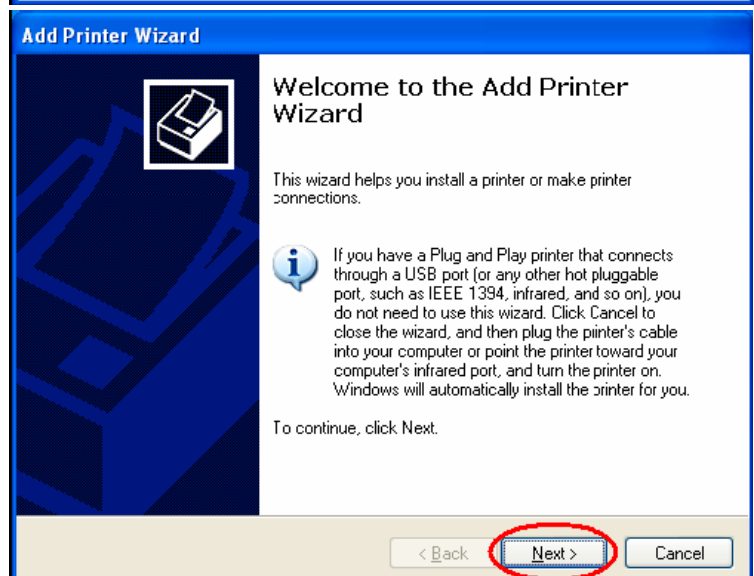 Add Printer Wizard
Welcome to the Add Printer
Wizard
This wizard helps you install a printer or make printer
connections.
If you have a Plug and Play printer that connects
through a USB port (or any other hot pluggable
port, such as IEEE 1394, infrared, and so on), you
do not need to use this wizard. Click Cancel to
close the wizard, and then plug the printer's cable
into your computer or point the printer toward your
computer's infrared port, and turn the printer on.
Windows will automatically install the printer for you.
To continue, click Next.
< Back
Next >
Cancel